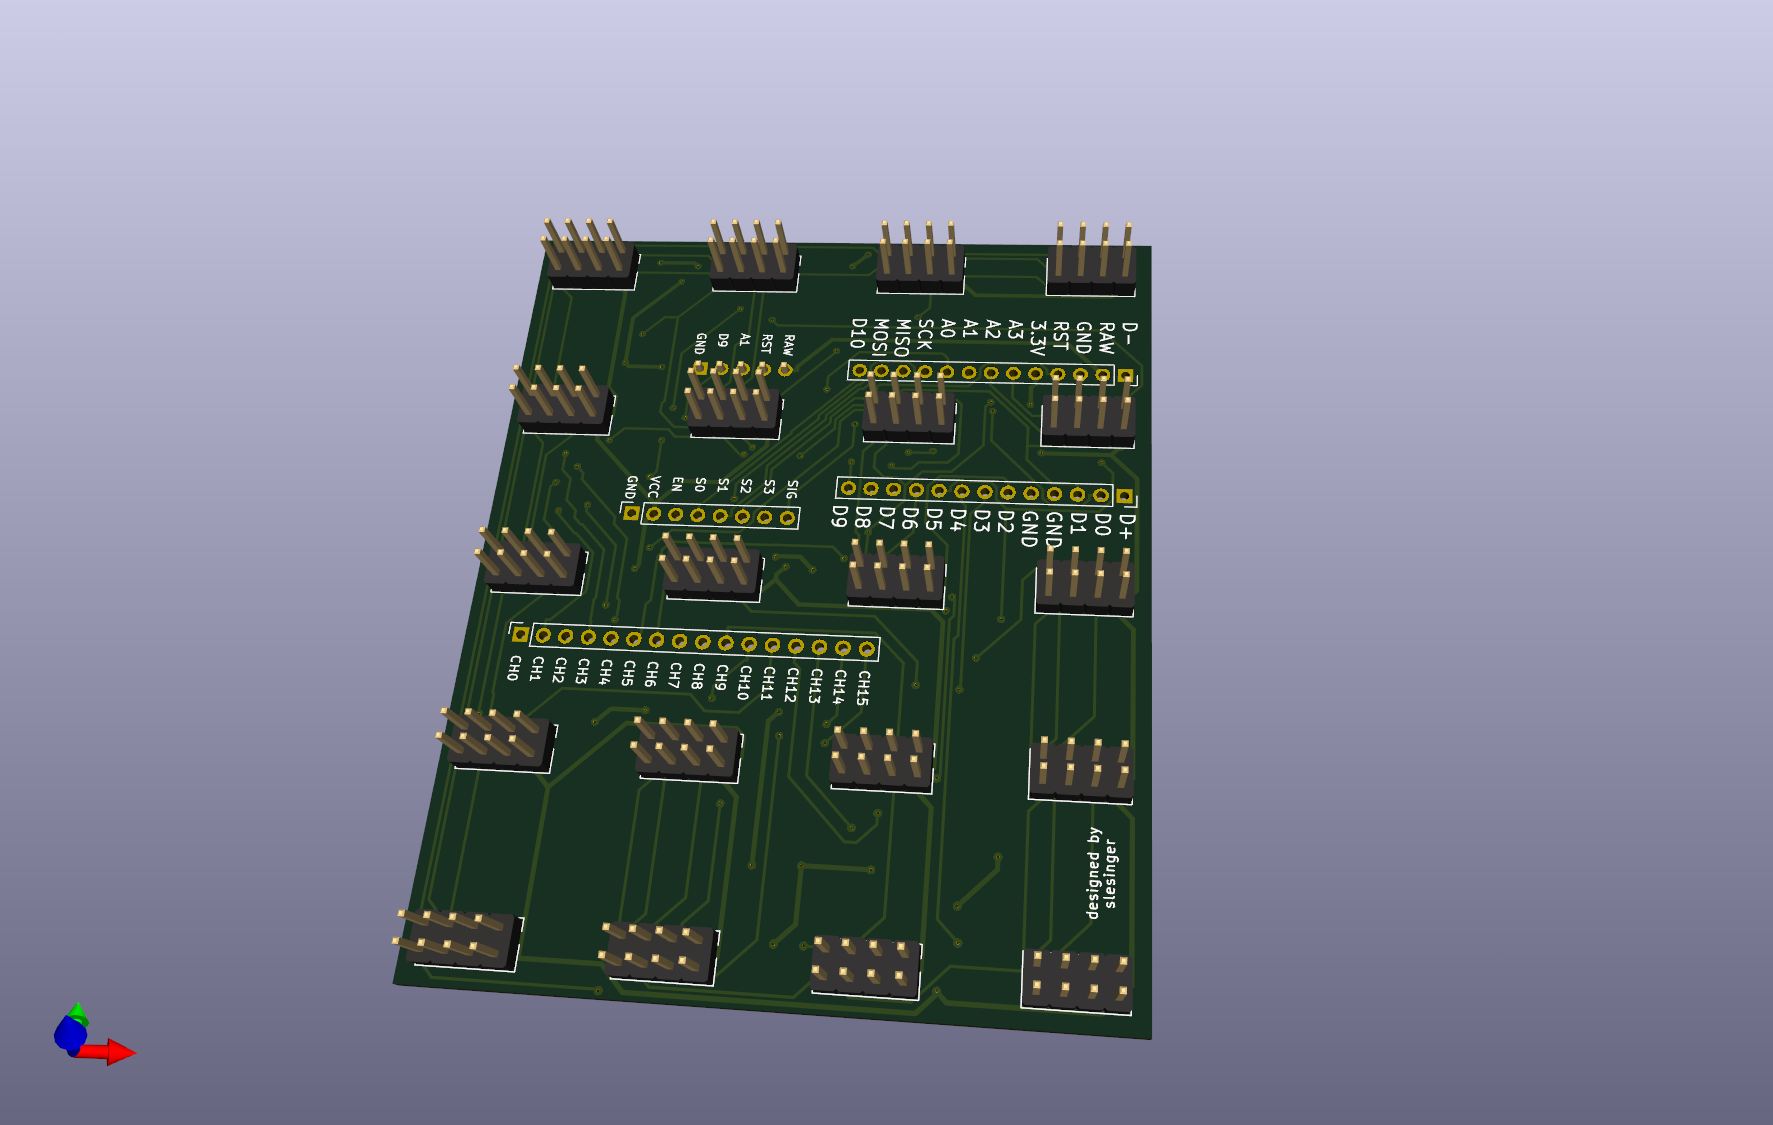 D10 MOSI MISO SCK A0 A1 A2 A3 3.3V RST GND RAW D-
GND D9 A1 RST RAW
GND VCC EN S0 S1 S2 S3 SIG
D9 D8 D7 D6 D5 D4 D3 D2 GND GND D1 D0 D+
CH0 CH1 CH2 CH3 CH4 CH5 CH6 CH7 CH8 CH9 CH10 CH11 CH12 CH13 CH14 CH15
designed by
slesinger